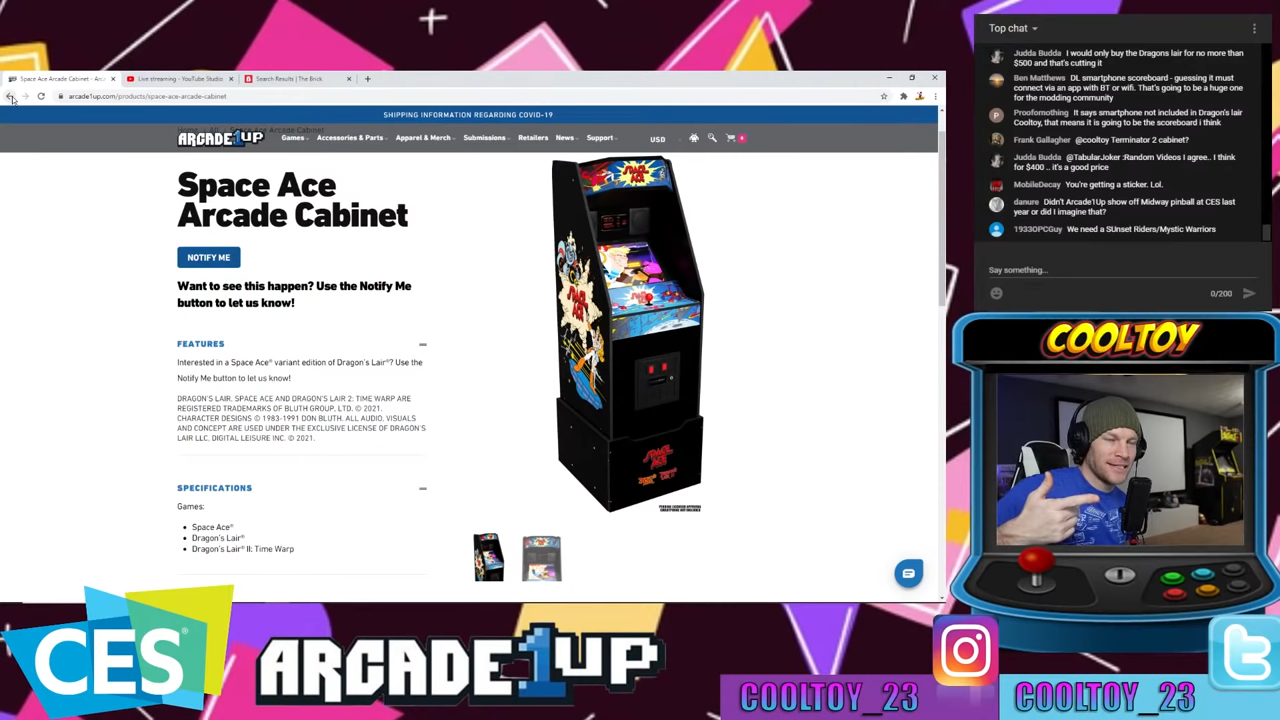 Space Ace Arcade Cabinet - Arc
Live streaming - YouTube Studio
Search Results | The Brick
arcade1up.com/products/space-ace-arcade-cabinet
SHIPPING INFORMATION REGARDING COVID-19
ARCADE1UP
Games
Accessories & Parts
Apparel & Merch
Submissions
Retailers
News
Support
USD
0
Space Ace
Arcade Cabinet
NOTIFY ME
Want to see this happen? Use the Notify Me
button to let us know!
FEATURES
Interested in a Space Ace® variant edition of Dragon's Lair®? Use the
Notify Me button to let us know!
DRAGON'S LAIR, SPACE ACE AND DRAGON'S LAIR 2: TIME WARP ARE
REGISTERED TRADEMARKS OF BLUTH GROUP, LTD. © 2021.
CHARACTER DESIGNS © 1983-1991 DON BLUTH. ALL AUDIO, VISUALS
AND CONCEPT ARE USED UNDER THE EXCLUSIVE LICENSE OF DRAGON'S
LAIR LLC. DIGITAL LEISURE INC. © 2021.
SPECIFICATIONS
Games:
Space Ace®
Dragon's Lair®
Dragon's Lair® II: Time Warp
SPACE ACE
SPACE ACE
SPACE ACE
Top chat
Judda Budda I would only buy the Dragons lair for no more than
$500 and that's cutting it
Ben Matthews DL smartphone scoreboard - guessing it must
connect via an app with BT or wifi. That's going to be a huge one
for the modding community
Proofornothing It says smartphone not included in Dragon's lair
Cooltoy, that means it is going to be the scoreboard i think
Frank Gallagher @cooltoy Terminator 2 cabinet?
Judda Budda @TabularJoker :Random Videos I agree.. I think
for $400 .. it's a good price
MobileDecay You're getting a sticker. Lol.
danure Didn't Arcade1Up show off Midway pinball at CES last
year or did I imagine that?
1933OPCGuy We need a SUnset Riders/Mystic Warriors
Say something...
0/200
COOLTOY
CES®
ARCADE1UP
COOLTOY_23
COOLTOY_23